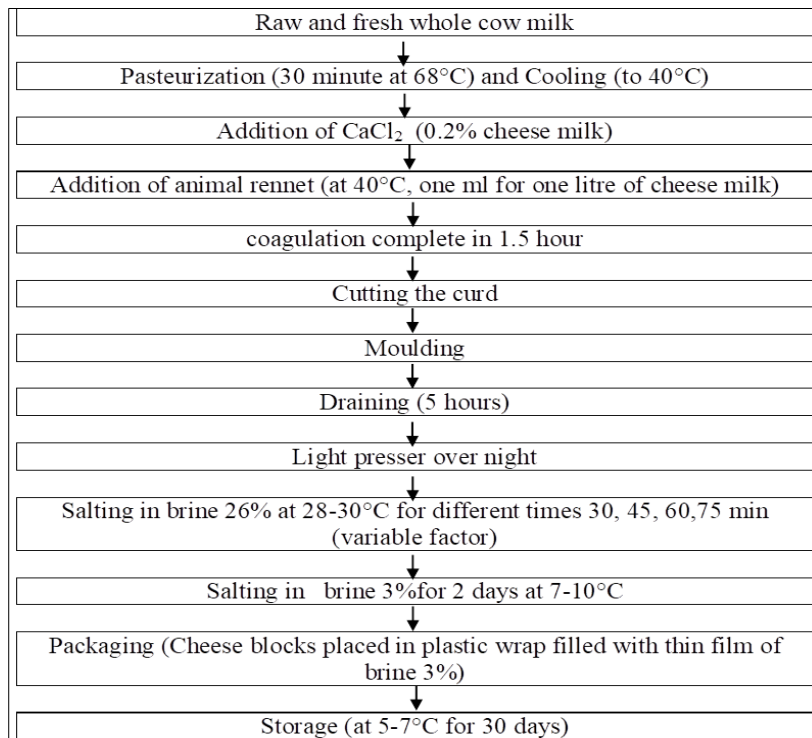 Raw and fresh whole cow milk
Pasteurization (30 minute at 68°C) and Cooling (to 40°C)
Addition of CaCl₂ (0.2% cheese milk)
Addition of animal rennet (at 40°C, one ml for one litre of cheese milk)
coagulation complete in 1.5 hour
Cutting the curd
Moulding
Draining (5 hours)
Light presser over night
Salting in brine 26% at 28-30°C for different times 30, 45, 60,75 min
(variable factor)
Salting in brine 3%for 2 days at 7-10°C
Packaging (Cheese blocks placed in plastic wrap filled with thin film of
brine 3%)
Storage (at 5-7°C for 30 days)